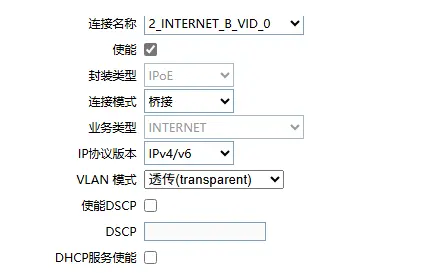 连接名称 2_INTERNET_B_VID_0
使能
封装类型 IPoE
连接模式 桥接
业务类型 INTERNET
IP协议版本 IPv4/v6
VLAN 模式 透传(transparent)
使能DSCP
DSCP
DHCP服务使能